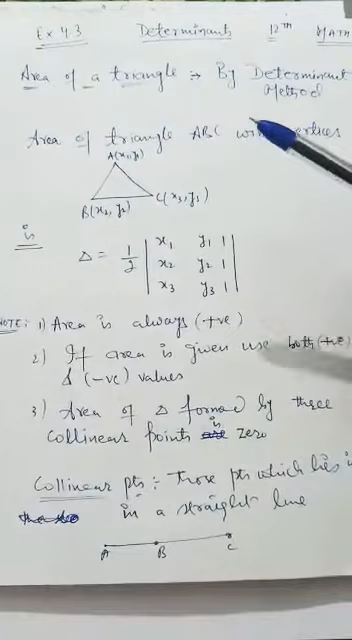 Ex 4.3 Determinants 12th MATH
Area of a triangle → By Determinant
Method
Area of triangle ABC with vertices
A(x1,y1)
B(x2, y2) C(x3, y3)
is
Δ = 1/2 | x1 y1 1
x2 y2 1
x3 y3 1 |
NOTE: 1) Area is always (+ve)
2) If area is given use both (+ve)
& (-ve) values
3) Area of Δ formed by three
collinear points is zero
Collinear pts: Those pts which lies i
in a straight line
A B C